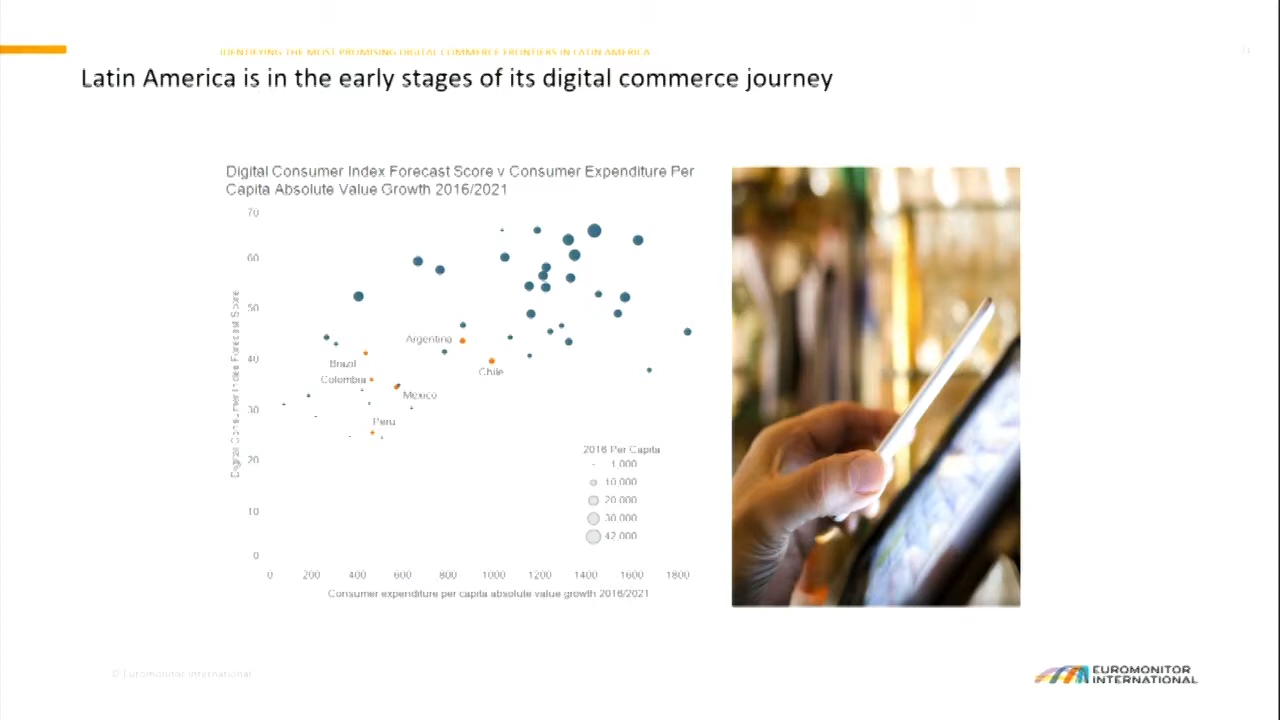 IDENTIFYING THE MOST PROMISING DIGITAL COMMERCE FRONTIERS IN LATIN AMERICA
Latin America is in the early stages of its digital commerce journey
Digital Consumer Index Forecast Score v Consumer Expenditure Per
Capita Absolute Value Growth 2016/2021
Digital Consumer Index Forecast Score
70
60
50
40
30
20
10
0
Argentina
Brazil
Chile
Colombia
Mexico
Peru
2016 Per Capita
1,000
10,000
20,000
30,000
42,000
0 200 400 600 800 1000 1200 1400 1600 1800
Consumer expenditure per capita absolute value growth 2016/2021
© Euromonitor International
EUROMONITOR
INTERNATIONAL